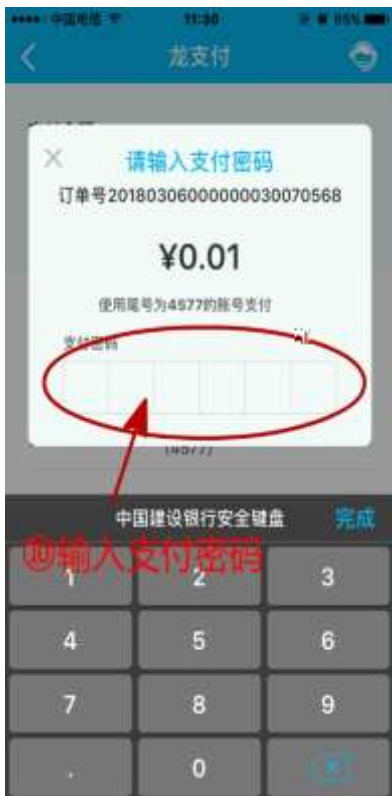 中国电信 11:30 95%
龙支付
请输入支付密码
订单号20180306000000030070568
¥0.01
使用尾号为4577的账号支付
支付密码
(4577)
中国建设银行安全键盘 完成
⑩输入支付密码
1 2 3
4 5 6
7 8 9
. 0